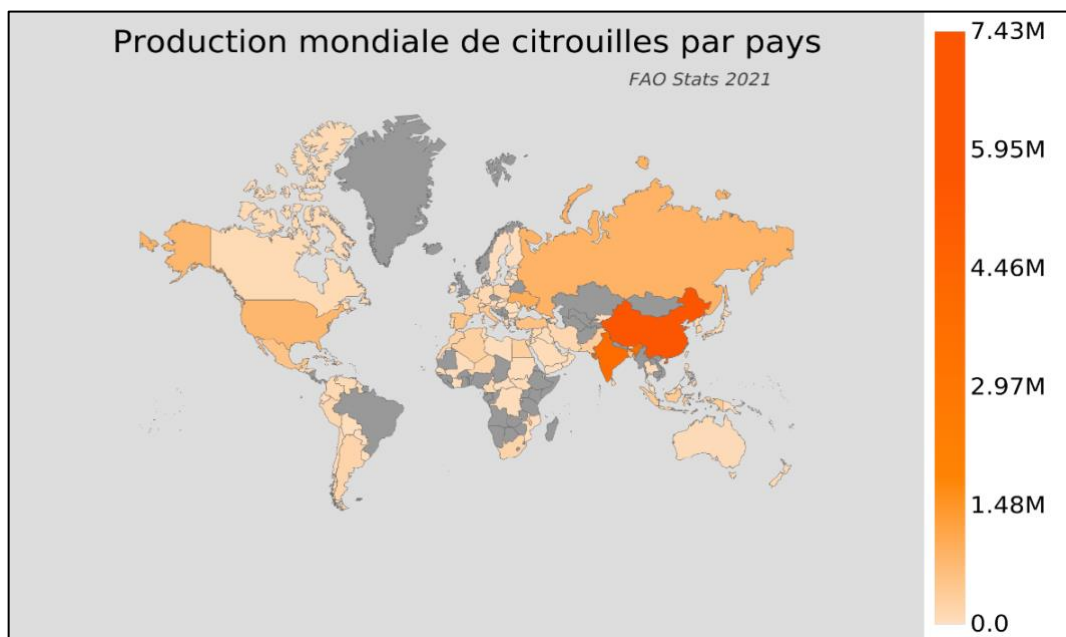 Production mondiale de citrouilles par pays
FAO Stats 2021
7.43M
5.95M
4.46M
2.97M
1.48M
0.0